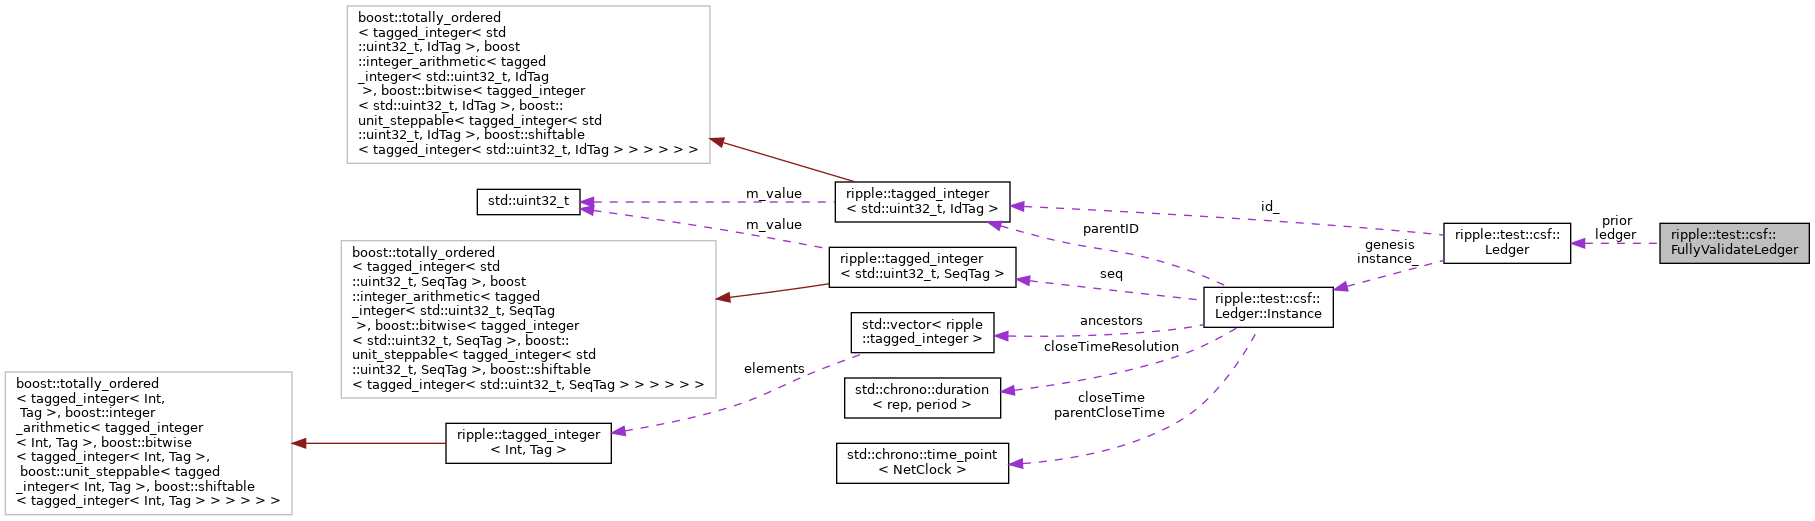 boost::totally_ordered
< tagged_integer< std
::uint32_t, IdTag >, boost
::integer_arithmetic< tagged
_integer< std::uint32_t, IdTag
 >, boost::bitwise< tagged_integer
< std::uint32_t, IdTag >, boost::
unit_steppable< tagged_integer< std
::uint32_t, IdTag >, boost::shiftable
< tagged_integer< std::uint32_t, IdTag > > > > > >
std::uint32_t
m_value
m_value
ripple::tagged_integer
< std::uint32_t, IdTag >
id_
parentID
prior
ledger
ripple::test::csf::
Ledger
ripple::test::csf::
FullyValidateLedger
boost::totally_ordered
< tagged_integer< std
::uint32_t, SeqTag >, boost
::integer_arithmetic< tagged
_integer< std::uint32_t, SeqTag
 >, boost::bitwise< tagged_integer
< std::uint32_t, SeqTag >, boost::
unit_steppable< tagged_integer< std
::uint32_t, SeqTag >, boost::shiftable
< tagged_integer< std::uint32_t, SeqTag > > > > > >
ripple::tagged_integer
< std::uint32_t, SeqTag >
seq
genesis
instance_
ripple::test::csf::
Ledger::Instance
std::vector< ripple
::tagged_integer >
ancestors
closeTimeResolution
elements
std::chrono::duration
< rep, period >
closeTime
parentCloseTime
boost::totally_ordered
< tagged_integer< Int,
 Tag >, boost::integer
_arithmetic< tagged_integer
< Int, Tag >, boost::bitwise
< tagged_integer< Int, Tag >,
 boost::unit_steppable< tagged
_integer< Int, Tag >, boost::shiftable
< tagged_integer< Int, Tag > > > > > >
ripple::tagged_integer
< Int, Tag >
std::chrono::time_point
< NetClock >